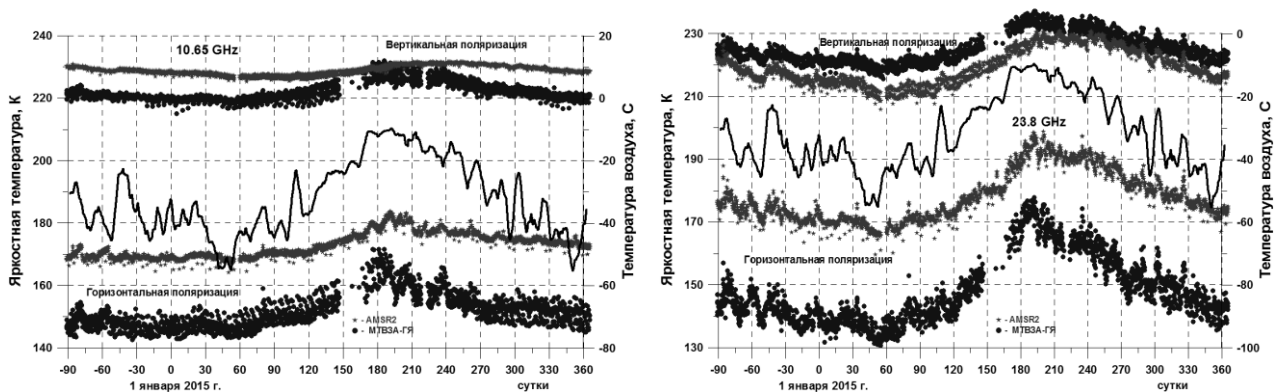 10.65 GHz
Вертикальная поляризация
Горизонтальная поляризация
* - AMSR2
● - МТВЗА-ГЯ
Яркостная температура, К
240
220
200
180
160
140
Температура воздуха, С
20
0
-20
-40
-60
-80
-90 -60 -30 0 30 60 90 120 150 180 210 240 270 300 330 360
1 января 2015 г. сутки
Вертикальная поляризация
23.8 GHz
Горизонтальная поляризация
* - AMSR2
● - МТВЗА-ГЯ
Яркостная температура, К
230
210
190
170
150
130
Температура воздуха, С
0
-20
-40
-60
-80
-100
-90 -60 -30 0 30 60 90 120 150 180 210 240 270 300 330 360
1 января 2015 г. сутки